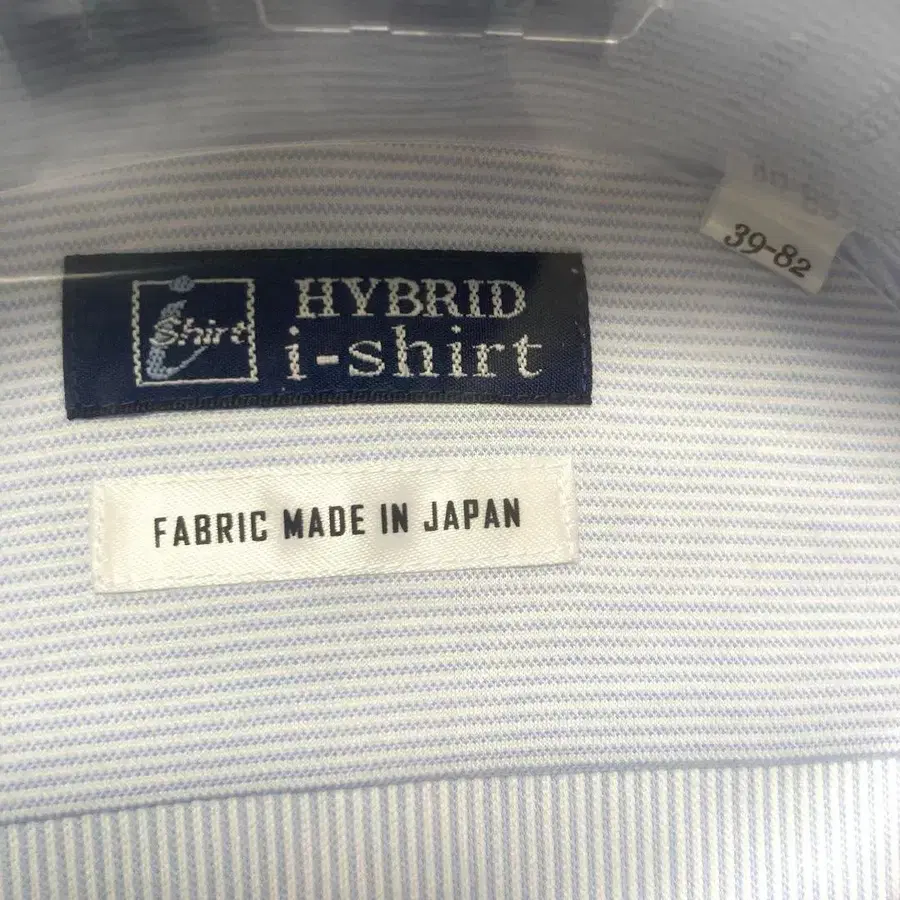 39-82
HYBRID
i-shirt
i shirt
FABRIC MADE IN JAPAN